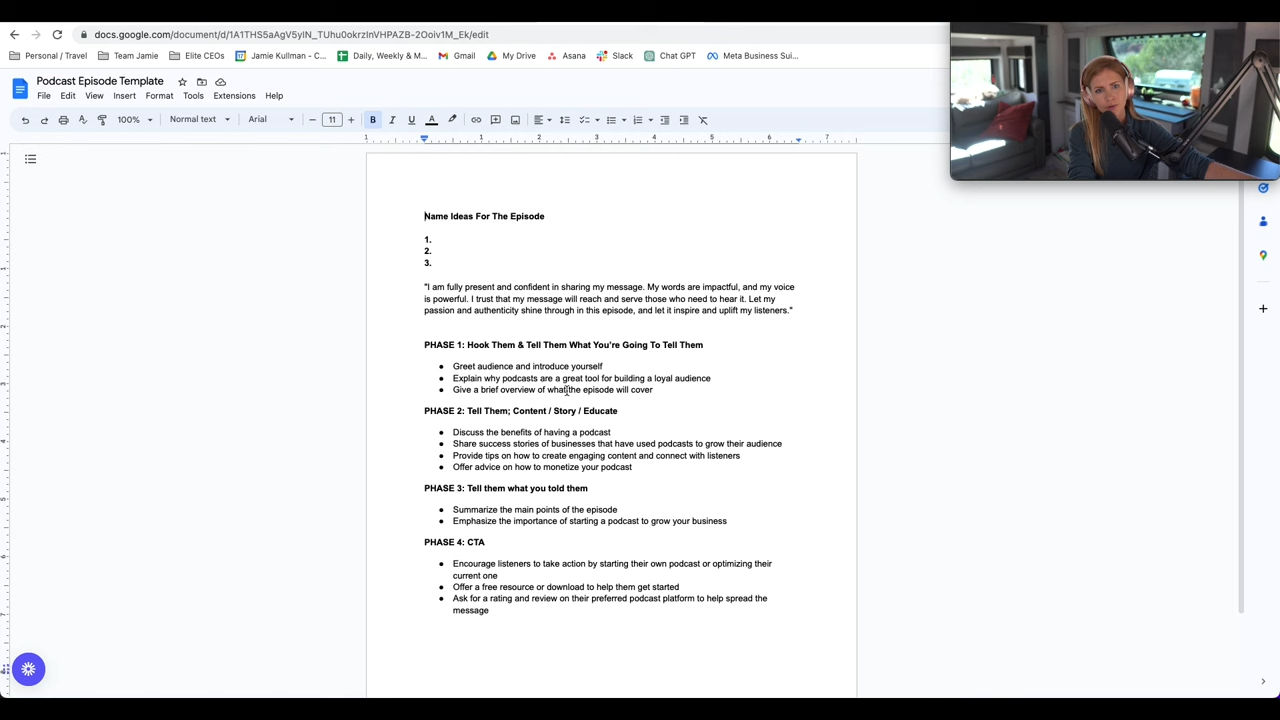 docs.google.com/document/d/1A1THS5aAgV5yIN_TUhu0okrzInVHPAZB-2Ooiv1M_Ek/edit
Personal / Travel Team Jamie Elite CEOs Jamie Kullman - C... Daily, Weekly & M... Gmail My Drive Asana Slack Chat GPT Meta Business Sui...
Podcast Episode Template
File Edit View Insert Format Tools Extensions Help
100% Normal text Arial 11 B I U A
1 1 2 3 4 5 6 7
Name Ideas For The Episode
1.
2.
3.
"I am fully present and confident in sharing my message. My words are impactful, and my voice
is powerful. I trust that my message will reach and serve those who need to hear it. Let my
passion and authenticity shine through in this episode, and let it inspire and uplift my listeners."
PHASE 1: Hook Them & Tell Them What You're Going To Tell Them
● Greet audience and introduce yourself
● Explain why podcasts are a great tool for building a loyal audience
● Give a brief overview of what the episode will cover
PHASE 2: Tell Them; Content / Story / Educate
● Discuss the benefits of having a podcast
● Share success stories of businesses that have used podcasts to grow their audience
● Provide tips on how to create engaging content and connect with listeners
● Offer advice on how to monetize your podcast
PHASE 3: Tell them what you told them
● Summarize the main points of the episode
● Emphasize the importance of starting a podcast to grow your business
PHASE 4: CTA
● Encourage listeners to take action by starting their own podcast or optimizing their
current one
● Offer a free resource or download to help them get started
● Ask for a rating and review on their preferred podcast platform to help spread the
message